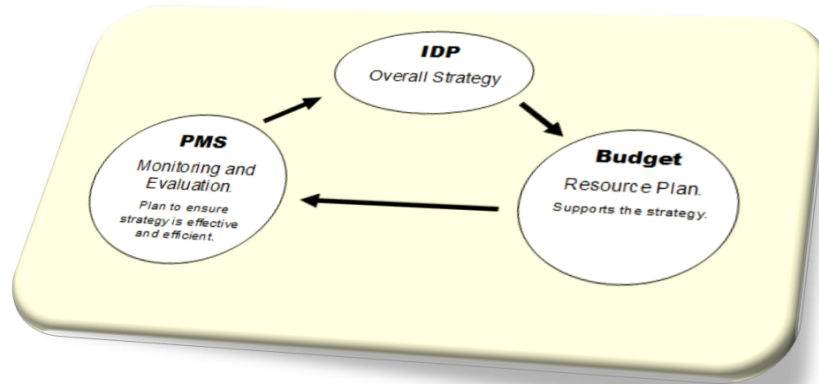 IDP
Overall Strategy
PMS
Monitoring and
Evaluation.
Plan to ensure
strategy is effective
and efficient.
Budget
Resource Plan.
Supports the strategy.